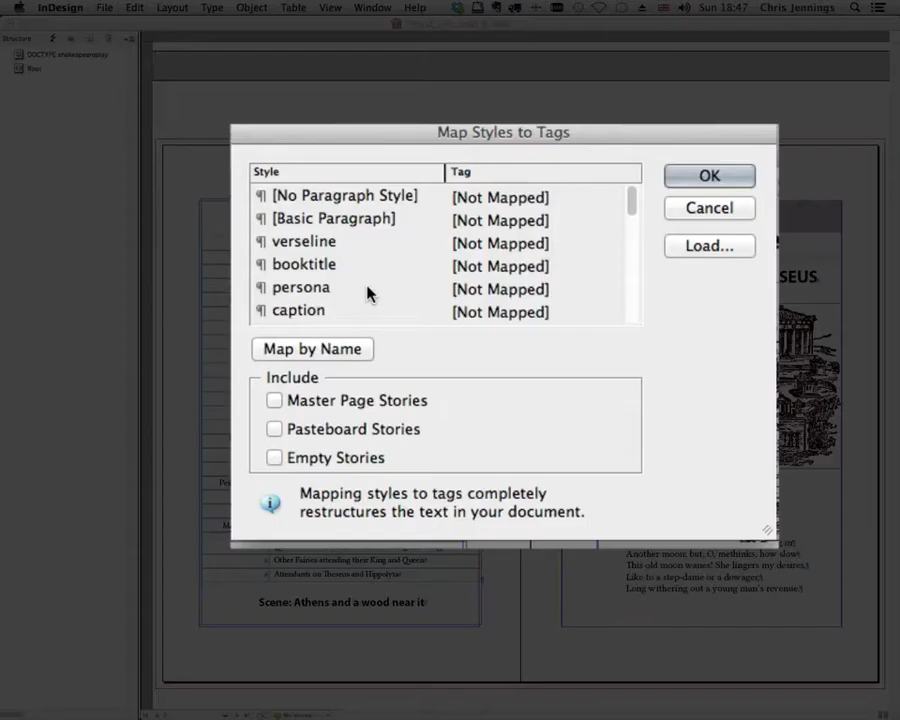 InDesign File Edit Layout Type Object Table View Window Help Sun 18:47 Chris Jennings
Structure
DOCTYPE shakespeareplay
Root
Map Styles to Tags
Style Tag
[No Paragraph Style] [Not Mapped]
[Basic Paragraph] [Not Mapped]
verseline [Not Mapped]
booktitle [Not Mapped]
persona [Not Mapped]
caption [Not Mapped]
OK
Cancel
Load...
Map by Name
Include
Master Page Stories
Pasteboard Stories
Empty Stories
Mapping styles to tags completely
restructures the text in your document.
Other Fairies attending their King and Queen
Attendants on Theseus and Hippolyta
Scene: Athens and a wood near it
SEUS
Another moon; but, O, methinks, how slow
This old moon wanes! She lingers my desires,
Like to a step-dame or a dowager,
Long withering out a young man's revenue.